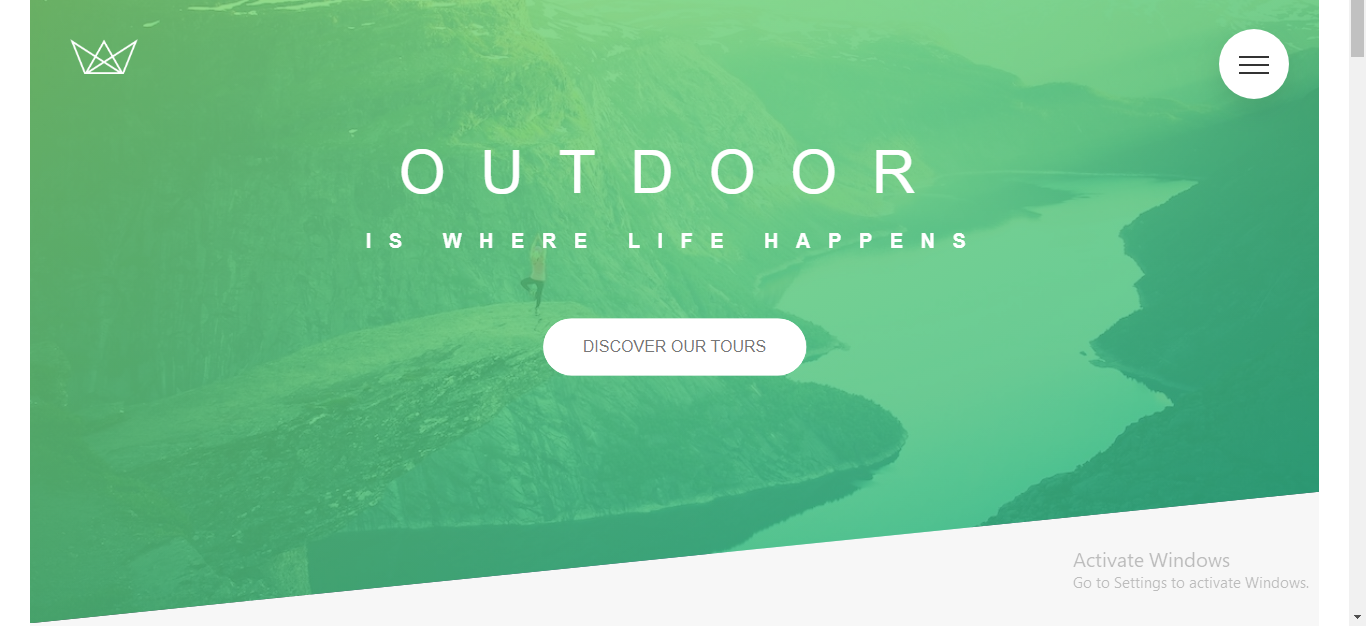 OUTDOOR
IS WHERE LIFE HAPPENS
DISCOVER OUR TOURS
Activate Windows
Go to Settings to activate Windows.